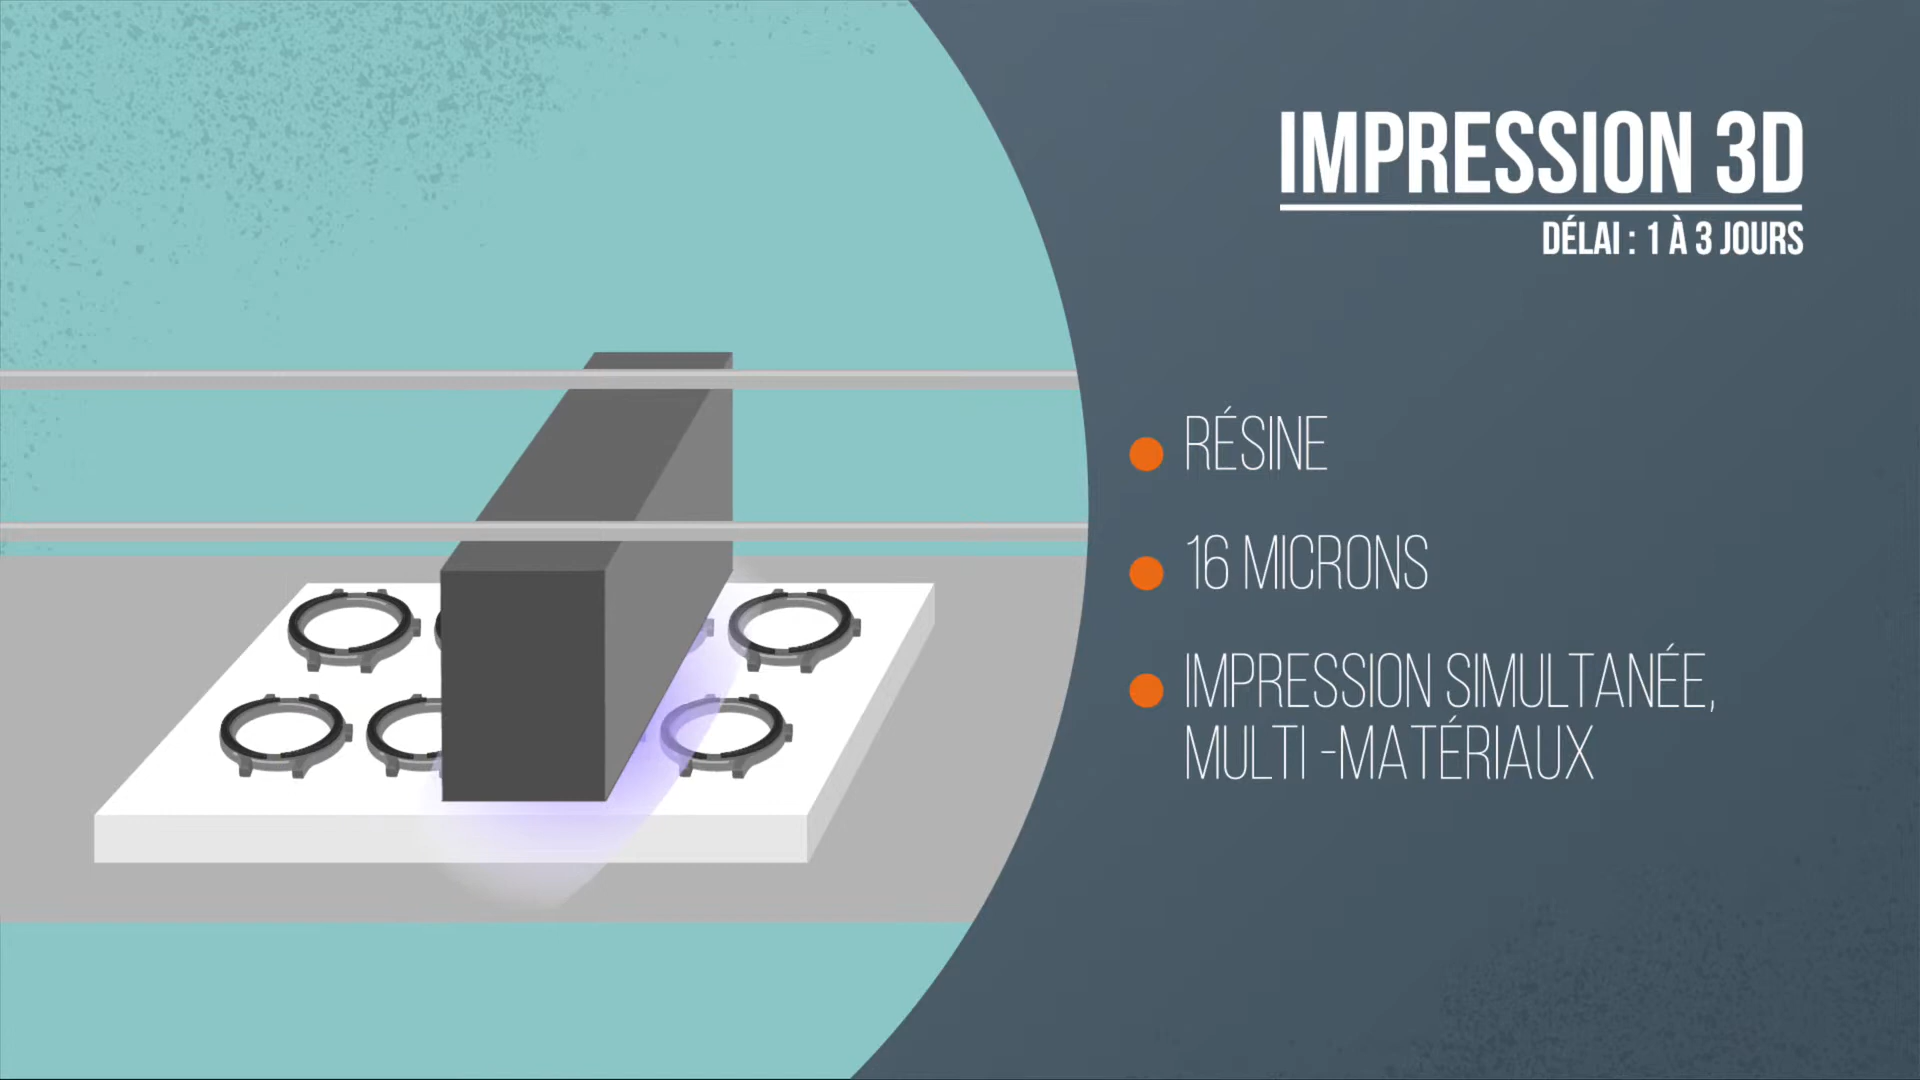 IMPRESSION 3D
DÉLAI : 1 À 3 JOURS
RÉSINE
16 MICRONS
IMPRESSION SIMULTANÉE,
MULTI -MATÉRIAUX